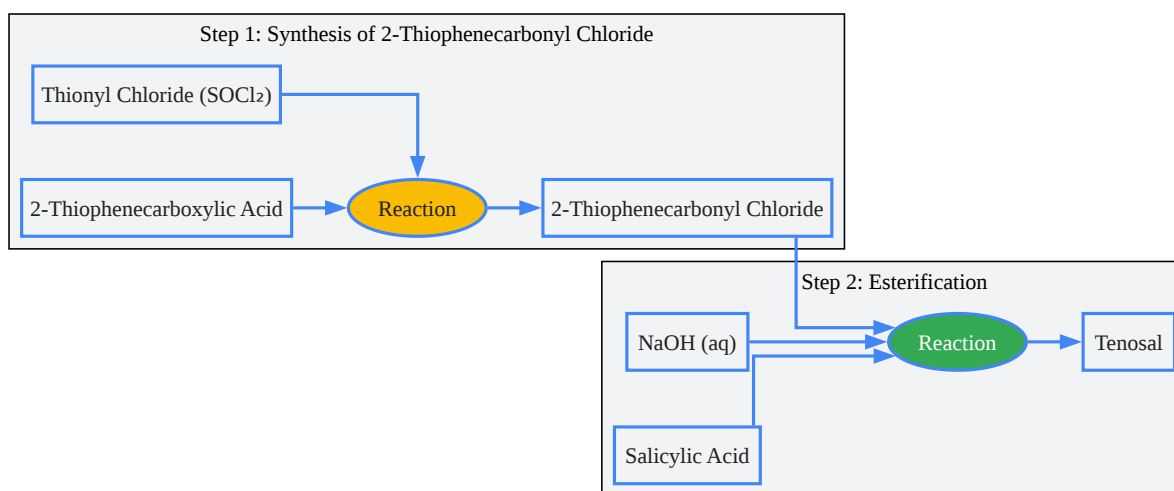 Step 1: Synthesis of 2-Thiophenecarbonyl Chloride
Thionyl Chloride (SOCl₂)
2-Thiophenecarboxylic Acid
Reaction
2-Thiophenecarbonyl Chloride
Step 2: Esterification
NaOH (aq)
Reaction
Tenosal
Salicylic Acid